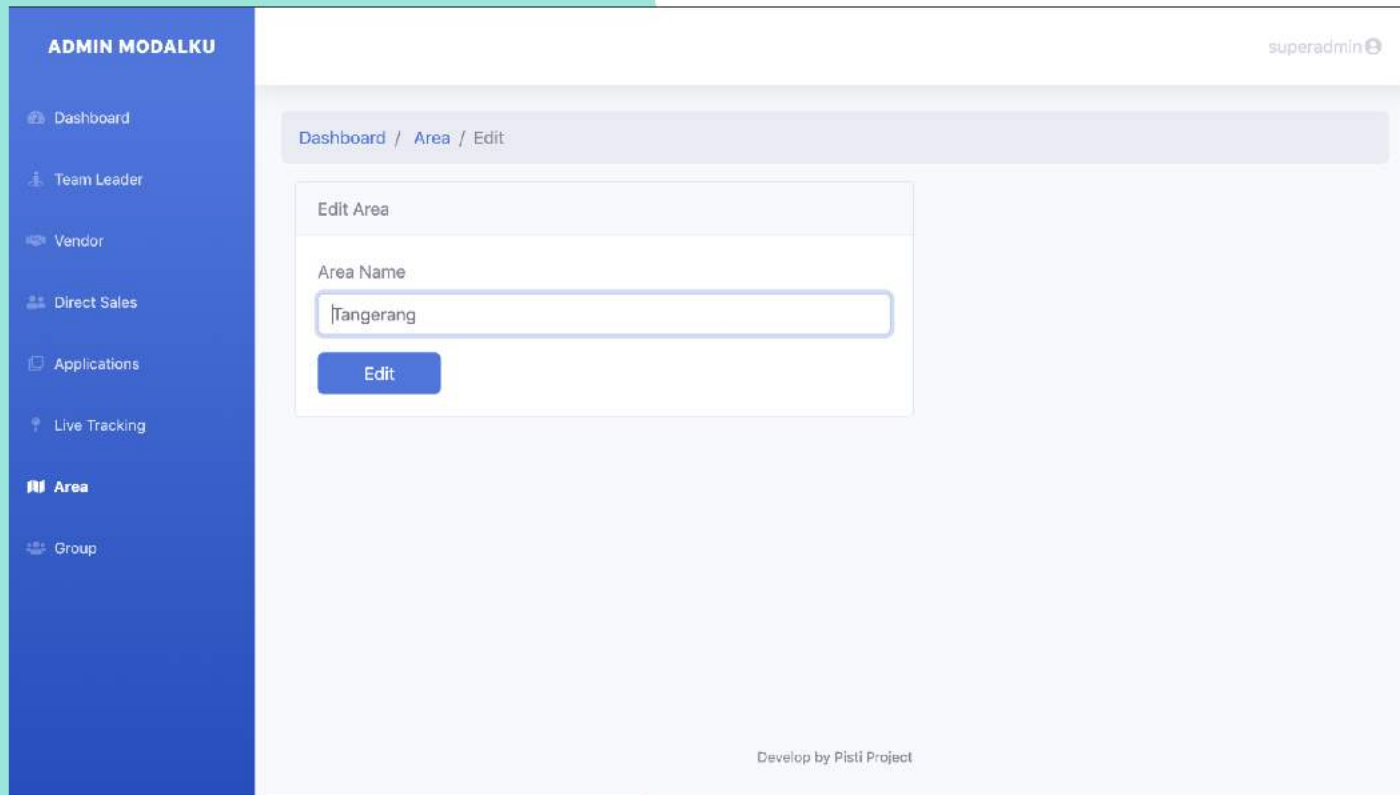 ADMIN MODALKU
superadmin
Dashboard
Team Leader
Vendor
Direct Sales
Applications
Live Tracking
Area
Group
Dashboard / Area / Edit
Edit Area
Area Name
Tangerang
Edit
Develop by Pisti Project